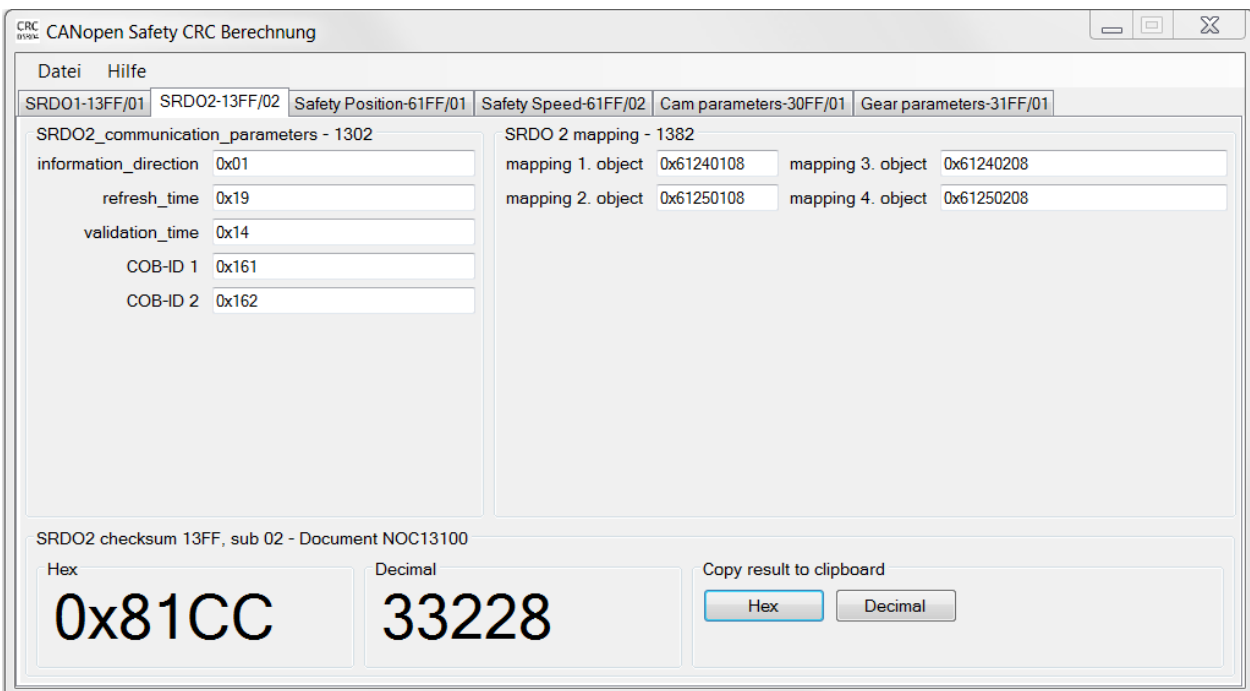 CRC CANopen Safety CRC Berechnung
Datei Hilfe
SRDO1-13FF/01 SRDO2-13FF/02 Safety Position-61FF/01 Safety Speed-61FF/02 Cam parameters-30FF/01 Gear parameters-31FF/01
SRDO2_communication_parameters - 1302
information_direction 0x01
refresh_time 0x19
validation_time 0x14
COB-ID 1 0x161
COB-ID 2 0x162
SRDO 2 mapping - 1382
mapping 1. object 0x61240108 mapping 3. object 0x61240208
mapping 2. object 0x61250108 mapping 4. object 0x61250208
SRDO2 checksum 13FF, sub 02 - Document NOC13100
Hex
0x81CC
Decimal
33228
Copy result to clipboard
Hex Decimal